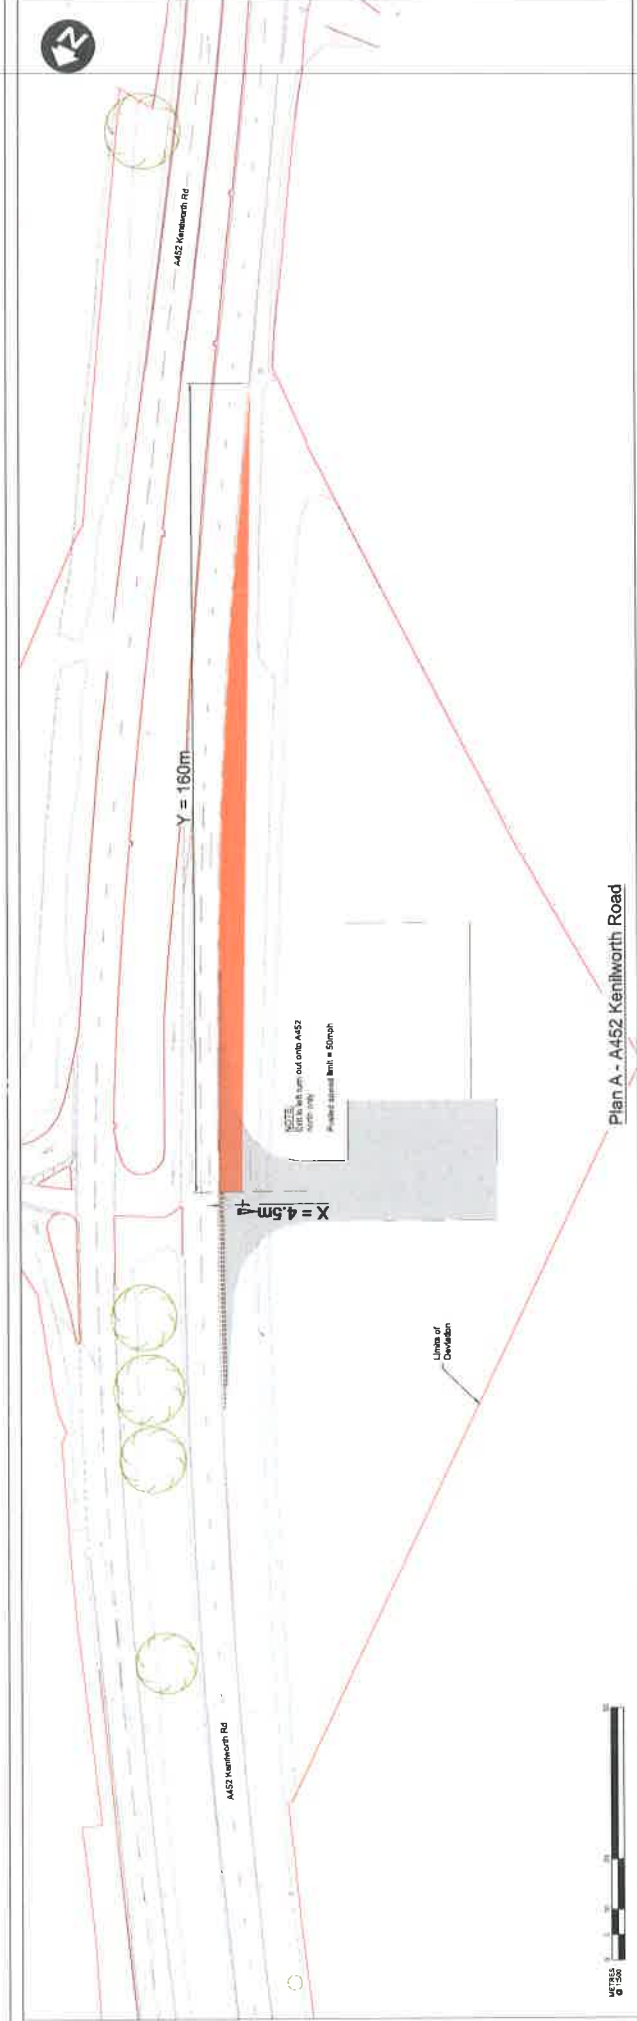 N
A452 Kenilworth Rd
Y = 160m
NOTE:
Exit is left turn out onto A452
north only
Posted speed limit = 50mph
X = 4.5m
Limits of
Deviation
A452 Kenilworth Rd
Plan A - A452 Kenilworth Road
METRES
@ 1:500